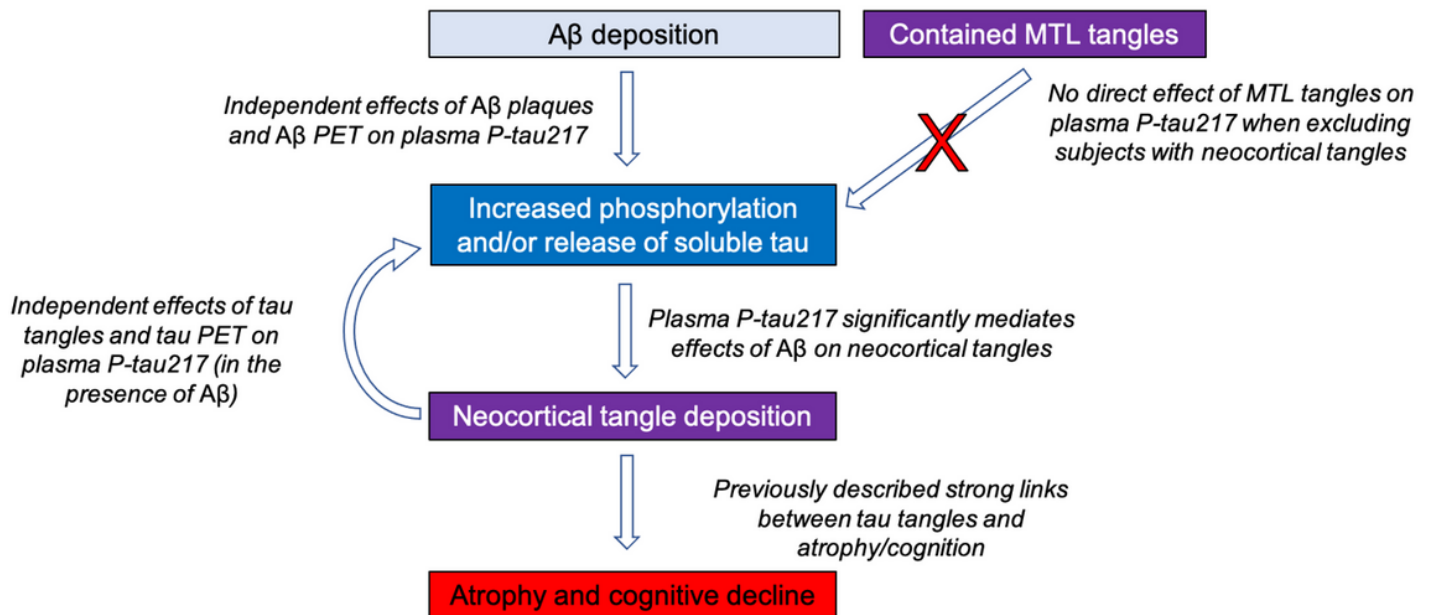 Aβ deposition
Contained MTL tangles
Independent effects of Aβ plaques
and Aβ PET on plasma P-tau217
No direct effect of MTL tangles on
plasma P-tau217 when excluding
subjects with neocortical tangles
X
Increased phosphorylation
and/or release of soluble tau
Independent effects of tau
tangles and tau PET on
plasma P-tau217 (in the
presence of Aβ)
Plasma P-tau217 significantly mediates
effects of Aβ on neocortical tangles
Neocortical tangle deposition
Previously described strong links
between tau tangles and
atrophy/cognition
Atrophy and cognitive decline